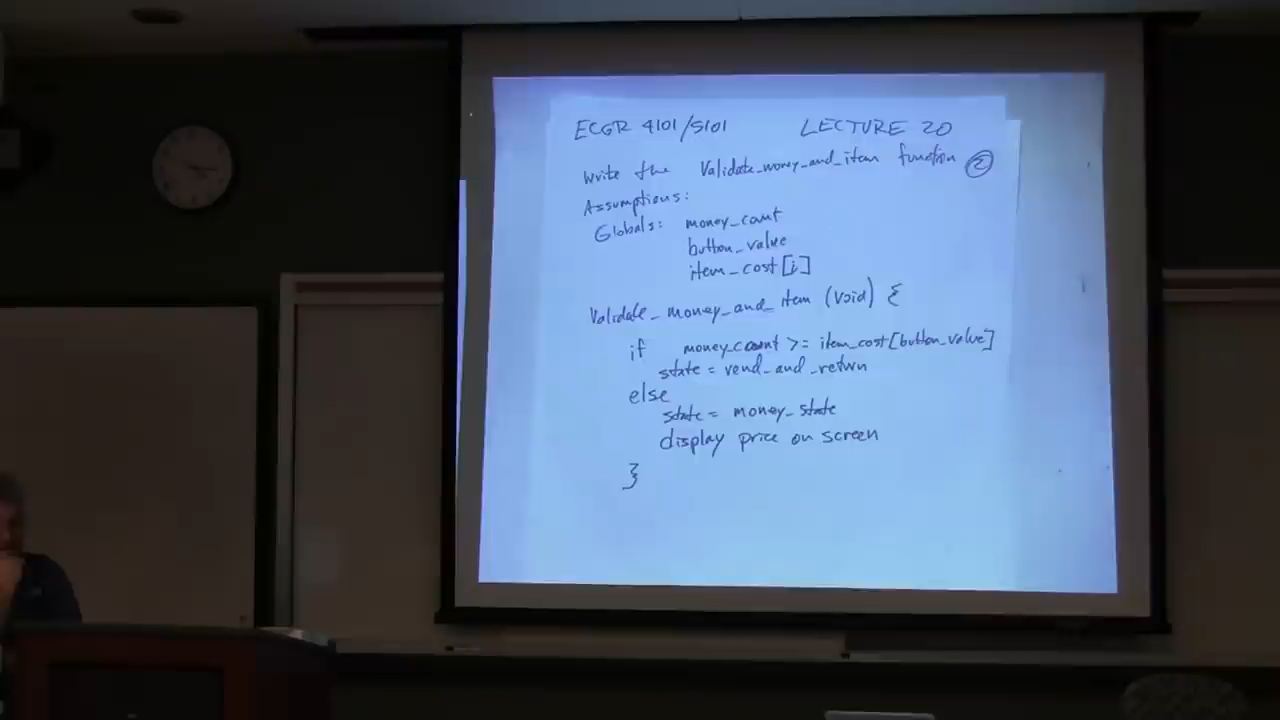 ECGR 4101/5101 LECTURE 20
Write the Validate_money_and_item function 2
Assumptions:
Globals: money_count
button_value
item_cost[i]
Validate_money_and_item (void) {
if money_count >= item_cost[button_value]
state = vend_and_return
else
state = money_state
display price on screen
}